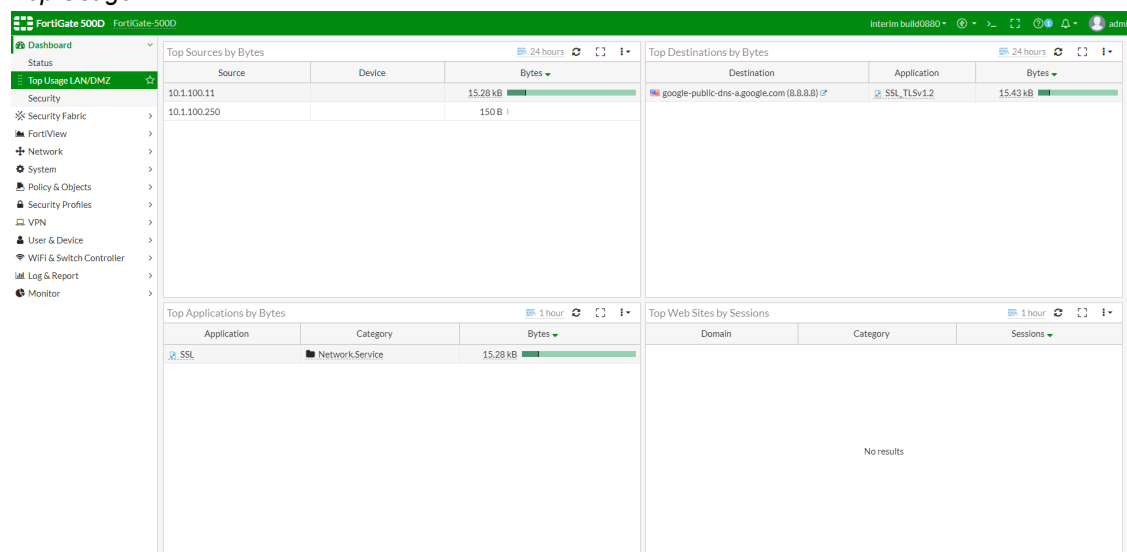 FortiGate 500D FortiGate-500D interim build0880 >_ 1 admi
Dashboard
Status
Top Usage LAN/DMZ
Security
Security Fabric
FortiView
Network
System
Policy & Objects
Security Profiles
VPN
User & Device
WiFi & Switch Controller
Log & Report
Monitor
Top Sources by Bytes 24 hours
Source Device Bytes
10.1.100.11 15.28 kB
10.1.100.250 150 B
Top Destinations by Bytes 24 hours
Destination Application Bytes
google-public-dns-a.google.com (8.8.8.8) SSL_TLSv1.2 15.43 kB
Top Applications by Bytes 1 hour
Application Category Bytes
SSL Network.Service 15.28 kB
Top Web Sites by Sessions 1 hour
Domain Category Sessions
No results